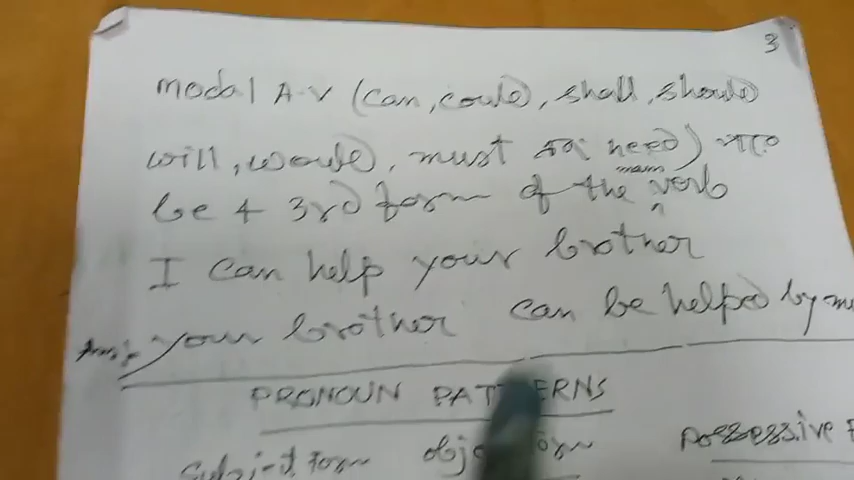 3
modal A.V (can, could, shall, should
will, would, must need)
be + 3rd form of the main verb
I can help your brother
Ans: your brother can be helped by me
PRONOUN PATTERNS
Subject form object form Possessive